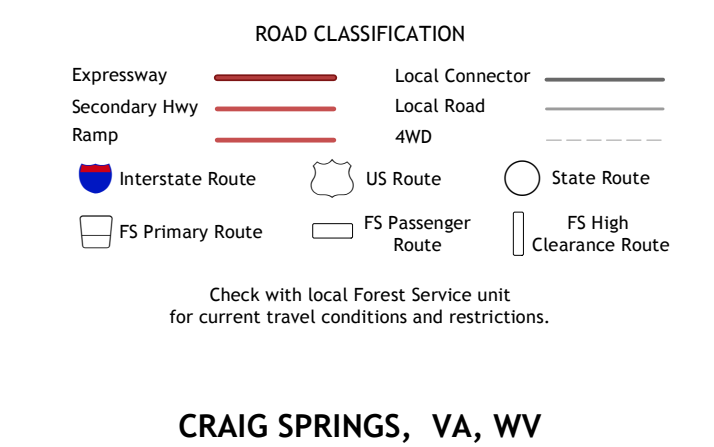 ROAD CLASSIFICATION
Expressway
Local Connector
Secondary Hwy
Local Road
Ramp
4WD
Interstate Route
US Route
State Route
FS Primary Route
FS Passenger
Route
FS High
Clearance Route
Check with local Forest Service unit
for current travel conditions and restrictions.
CRAIG SPRINGS,  VA, WV